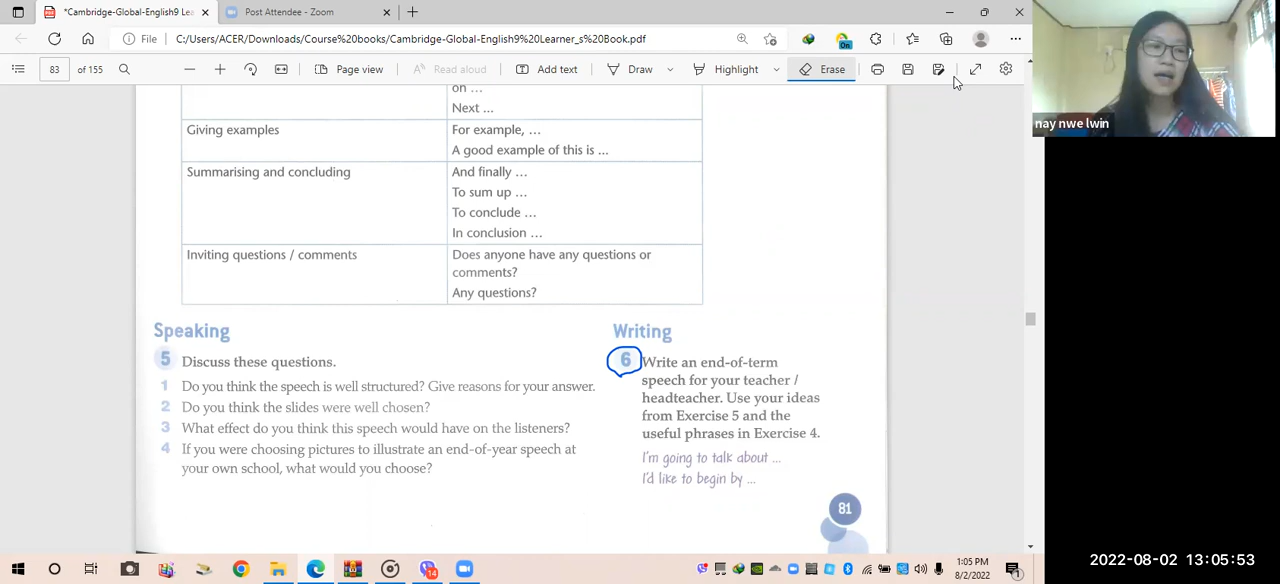 *Cambridge-Global-English9 Lea
Post Attendee - Zoom
File
C:/Users/ACER/Downloads/Course%20books/Cambridge-Global-English9%20Learner_s%20Book.pdf
On
83 of 155
Page view
Read aloud
Add text
Draw
Highlight
Erase
nay nwe lwin
on ...
Next ...
Giving examples
For example, ...
A good example of this is ...
Summarising and concluding
And finally ...
To sum up ...
To conclude ...
In conclusion ...
Inviting questions / comments
Does anyone have any questions or
comments?
Any questions?
Speaking
5 Discuss these questions.
1 Do you think the speech is well structured? Give reasons for your answer.
2 Do you think the slides were well chosen?
3 What effect do you think this speech would have on the listeners?
4 If you were choosing pictures to illustrate an end-of-year speech at
your own school, what would you choose?
Writing
6 Write an end-of-term
speech for your teacher /
headteacher. Use your ideas
from Exercise 5 and the
useful phrases in Exercise 4.
I'm going to talk about ...
I'd like to begin by ...
81
14
1:05 PM
8/2/2022
1
2022-08-02 13:05:53